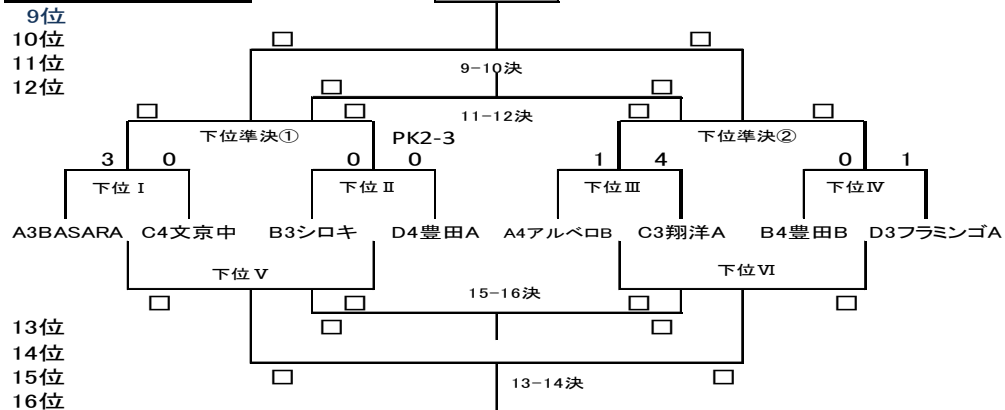 9位
10位
11位
9-10決
12位
11-12決
下位準決① PK2-3 下位準決②
3 0 0 0 1 4 0 1
下位Ⅰ 下位Ⅱ 下位Ⅲ 下位Ⅳ
A3BASARA C4文京中 B3シロキ D4豊田A A4アルベロB C3翔洋A B4豊田B D3フラミンゴA
下位Ⅴ 下位Ⅵ
15-16決
13位
14位
15位
13-14決
16位